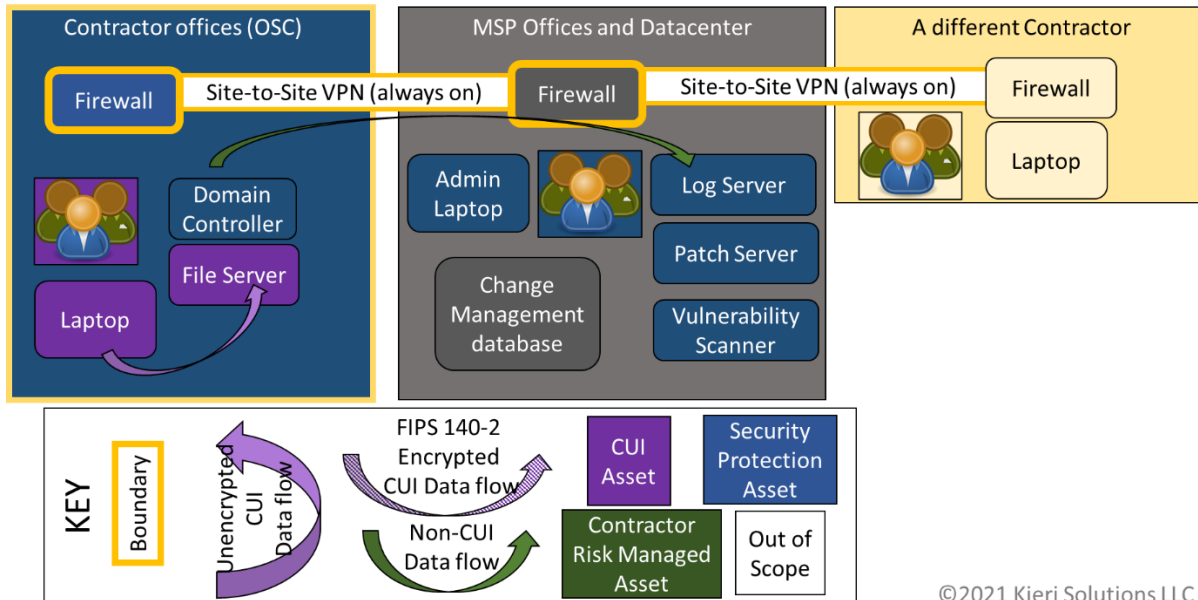 Contractor offices (OSC)
MSP Offices and Datacenter
A different Contractor
Firewall
Site-to-Site VPN (always on)
Firewall
Site-to-Site VPN (always on)
Firewall
Laptop
Domain
Controller
File Server
Laptop
Admin
Laptop
Log Server
Patch Server
Change
Management
database
Vulnerability
Scanner
KEY
Boundary
Unencrypted
CUI
Data flow
FIPS 140-2
Encrypted
CUI Data flow
Non-CUI
Data flow
CUI
Asset
Security
Protection
Asset
Contractor
Risk Managed
Asset
Out of
Scope
©2021 Kieri Solutions LLC